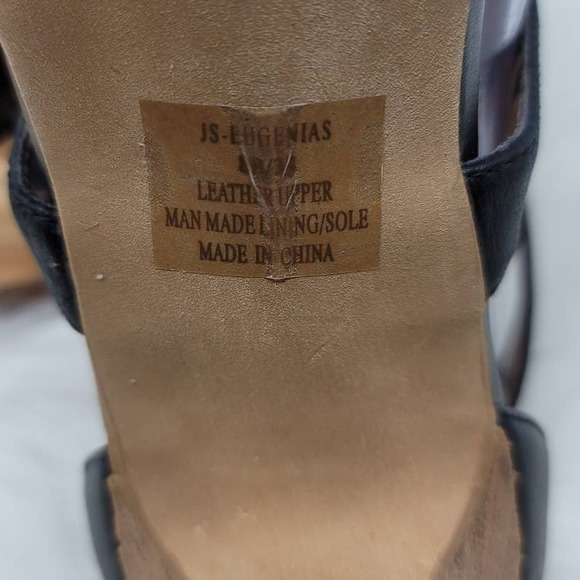 JS-EUGENIAS
LEATHER UPPER
MAN MADE LINING/SOLE
MADE IN CHINA